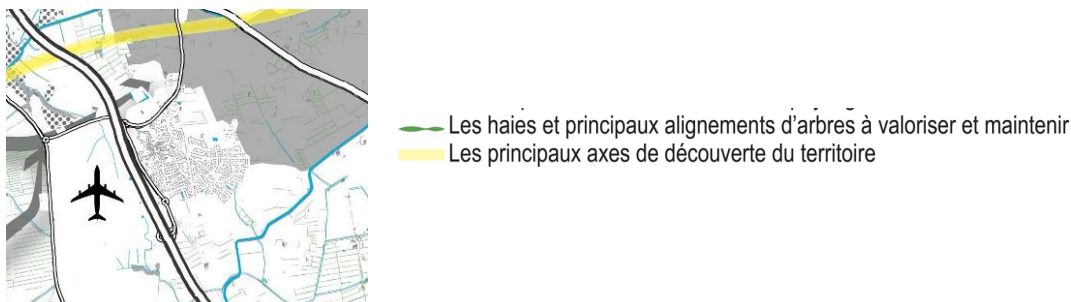 Les haies et principaux alignements d'arbres à valoriser et maintenir
Les principaux axes de découverte du territoire